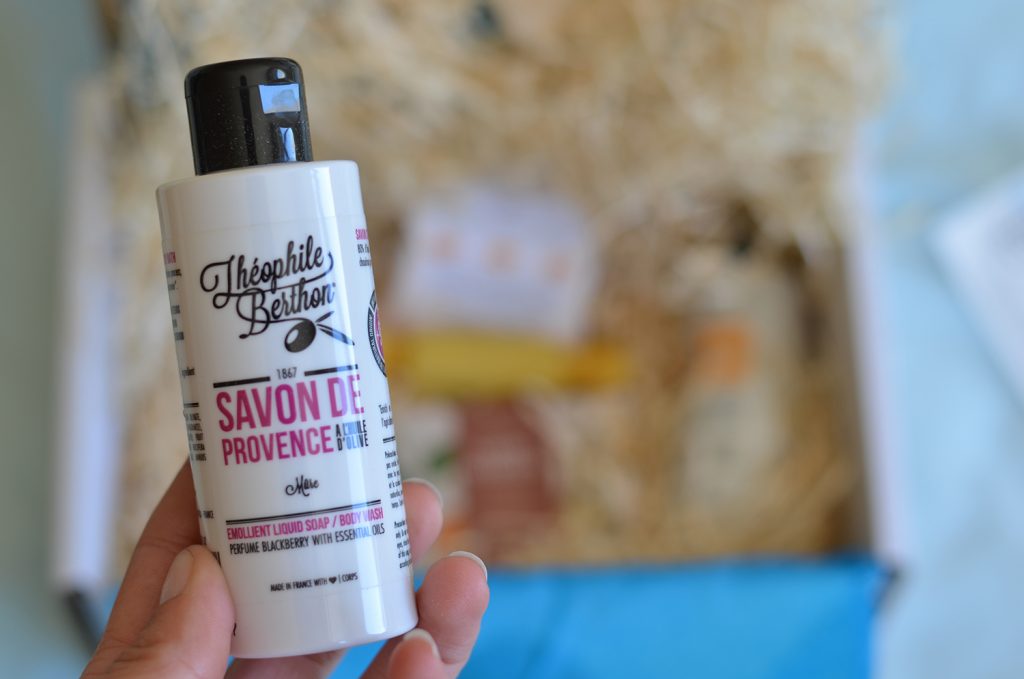 Théophile
Berthon
1867
SAVON DE
PROVENCE A L'HUILE
D'OLIVE
Mûre
EMOLLIENT LIQUID SOAP / BODY WASH
PERFUME BLACKBERRY WITH ESSENTIAL OILS
MADE IN FRANCE WITH ♥ | CORPS